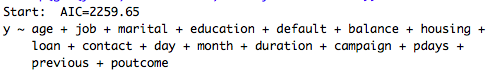 Start:  AIC=2259.65
y ~ age + job + marital + education + default + balance + housing +
loan + contact + day + month + duration + campaign + pdays +
previous + poutcome